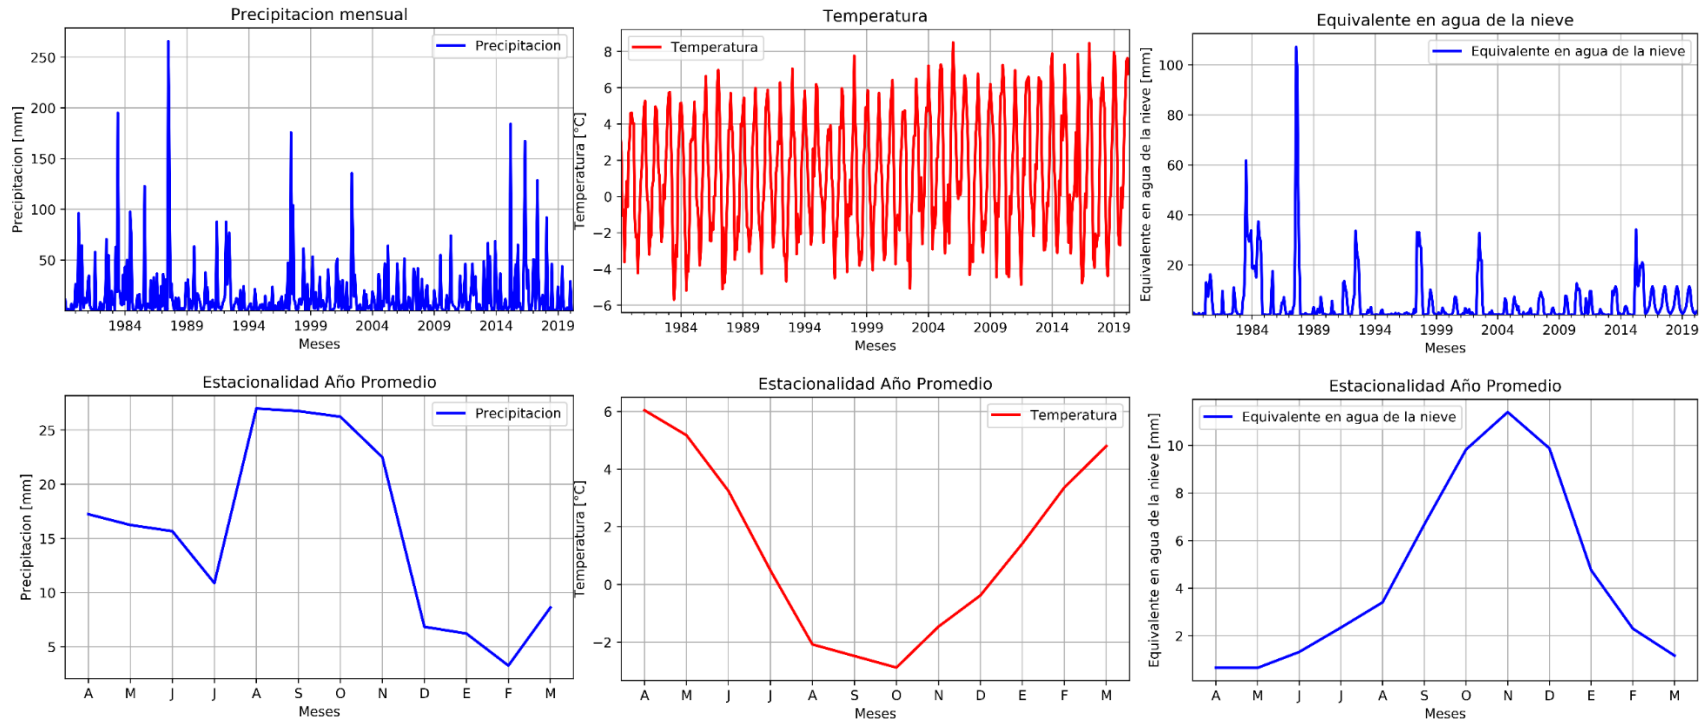 Precipitacion mensual
Precipitacion
Precipitacion [mm]
250
200
150
100
50
1984 1989 1994 1999 2004 2009 2014 2019
Meses
Temperatura
Temperatura
Temperatura [°C]
8
6
4
2
0
−2
−4
−6
1984 1989 1994 1999 2004 2009 2014 2019
Meses
Equivalente en agua de la nieve
Equivalente en agua de la nieve
Equivalente en agua de la nieve [mm]
100
80
60
40
20
1984 1989 1994 1999 2004 2009 2014 2019
Meses
Estacionalidad Año Promedio
Precipitacion
Precipitacion [mm]
25
20
15
10
5
A M J J A S O N D E F M
Meses
Estacionalidad Año Promedio
Temperatura
Temperatura [°C]
6
4
2
0
−2
A M J J A S O N D E F M
Meses
Estacionalidad Año Promedio
Equivalente en agua de la nieve
Equivalente en agua de la nieve [mm]
10
8
6
4
2
A M J J A S O N D E F M
Meses